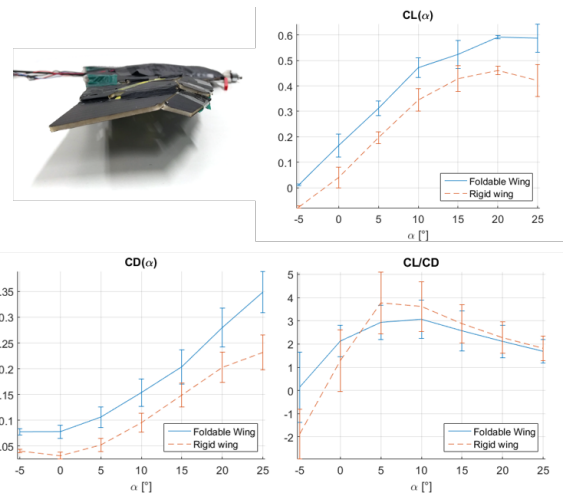 CL(α)
0.6
0.5
0.4
0.3
0.2
0.1
0
-5 0 5 10 15 20 25
α [°]
Foldable Wing
Rigid wing
CD(α)
.35
0.3
.25
0.2
.15
0.1
.05
-5 0 5 10 15 20 25
α [°]
Foldable Wing
Rigid wing
CL/CD
5
4
3
2
1
0
-1
-2
-5 0 5 10 15 20 25
α [°]
Foldable Wing
Rigid wing